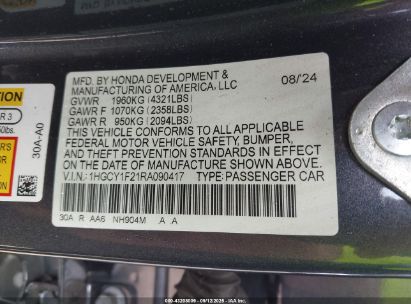 MFD. BY HONDA DEVELOPMENT &
MANUFACTURING OF AMERICA, LLC 08/24
GVWR 1960KG (4321LBS)
GAWR F 1070KG (2358LBS)
GAWR R 950KG (2094LBS)
THIS VEHICLE CONFORMS TO ALL APPLICABLE
FEDERAL MOTOR VEHICLE SAFETY, BUMPER,
AND THEFT PREVENTION STANDARDS IN EFFECT
ON THE DATE OF MANUFACTURE SHOWN ABOVE.
V.I.N.: 1HGCY1F21RA090417 TYPE: PASSENGER CAR
30A R AA6 NH904M A A
30A-A0
R 3